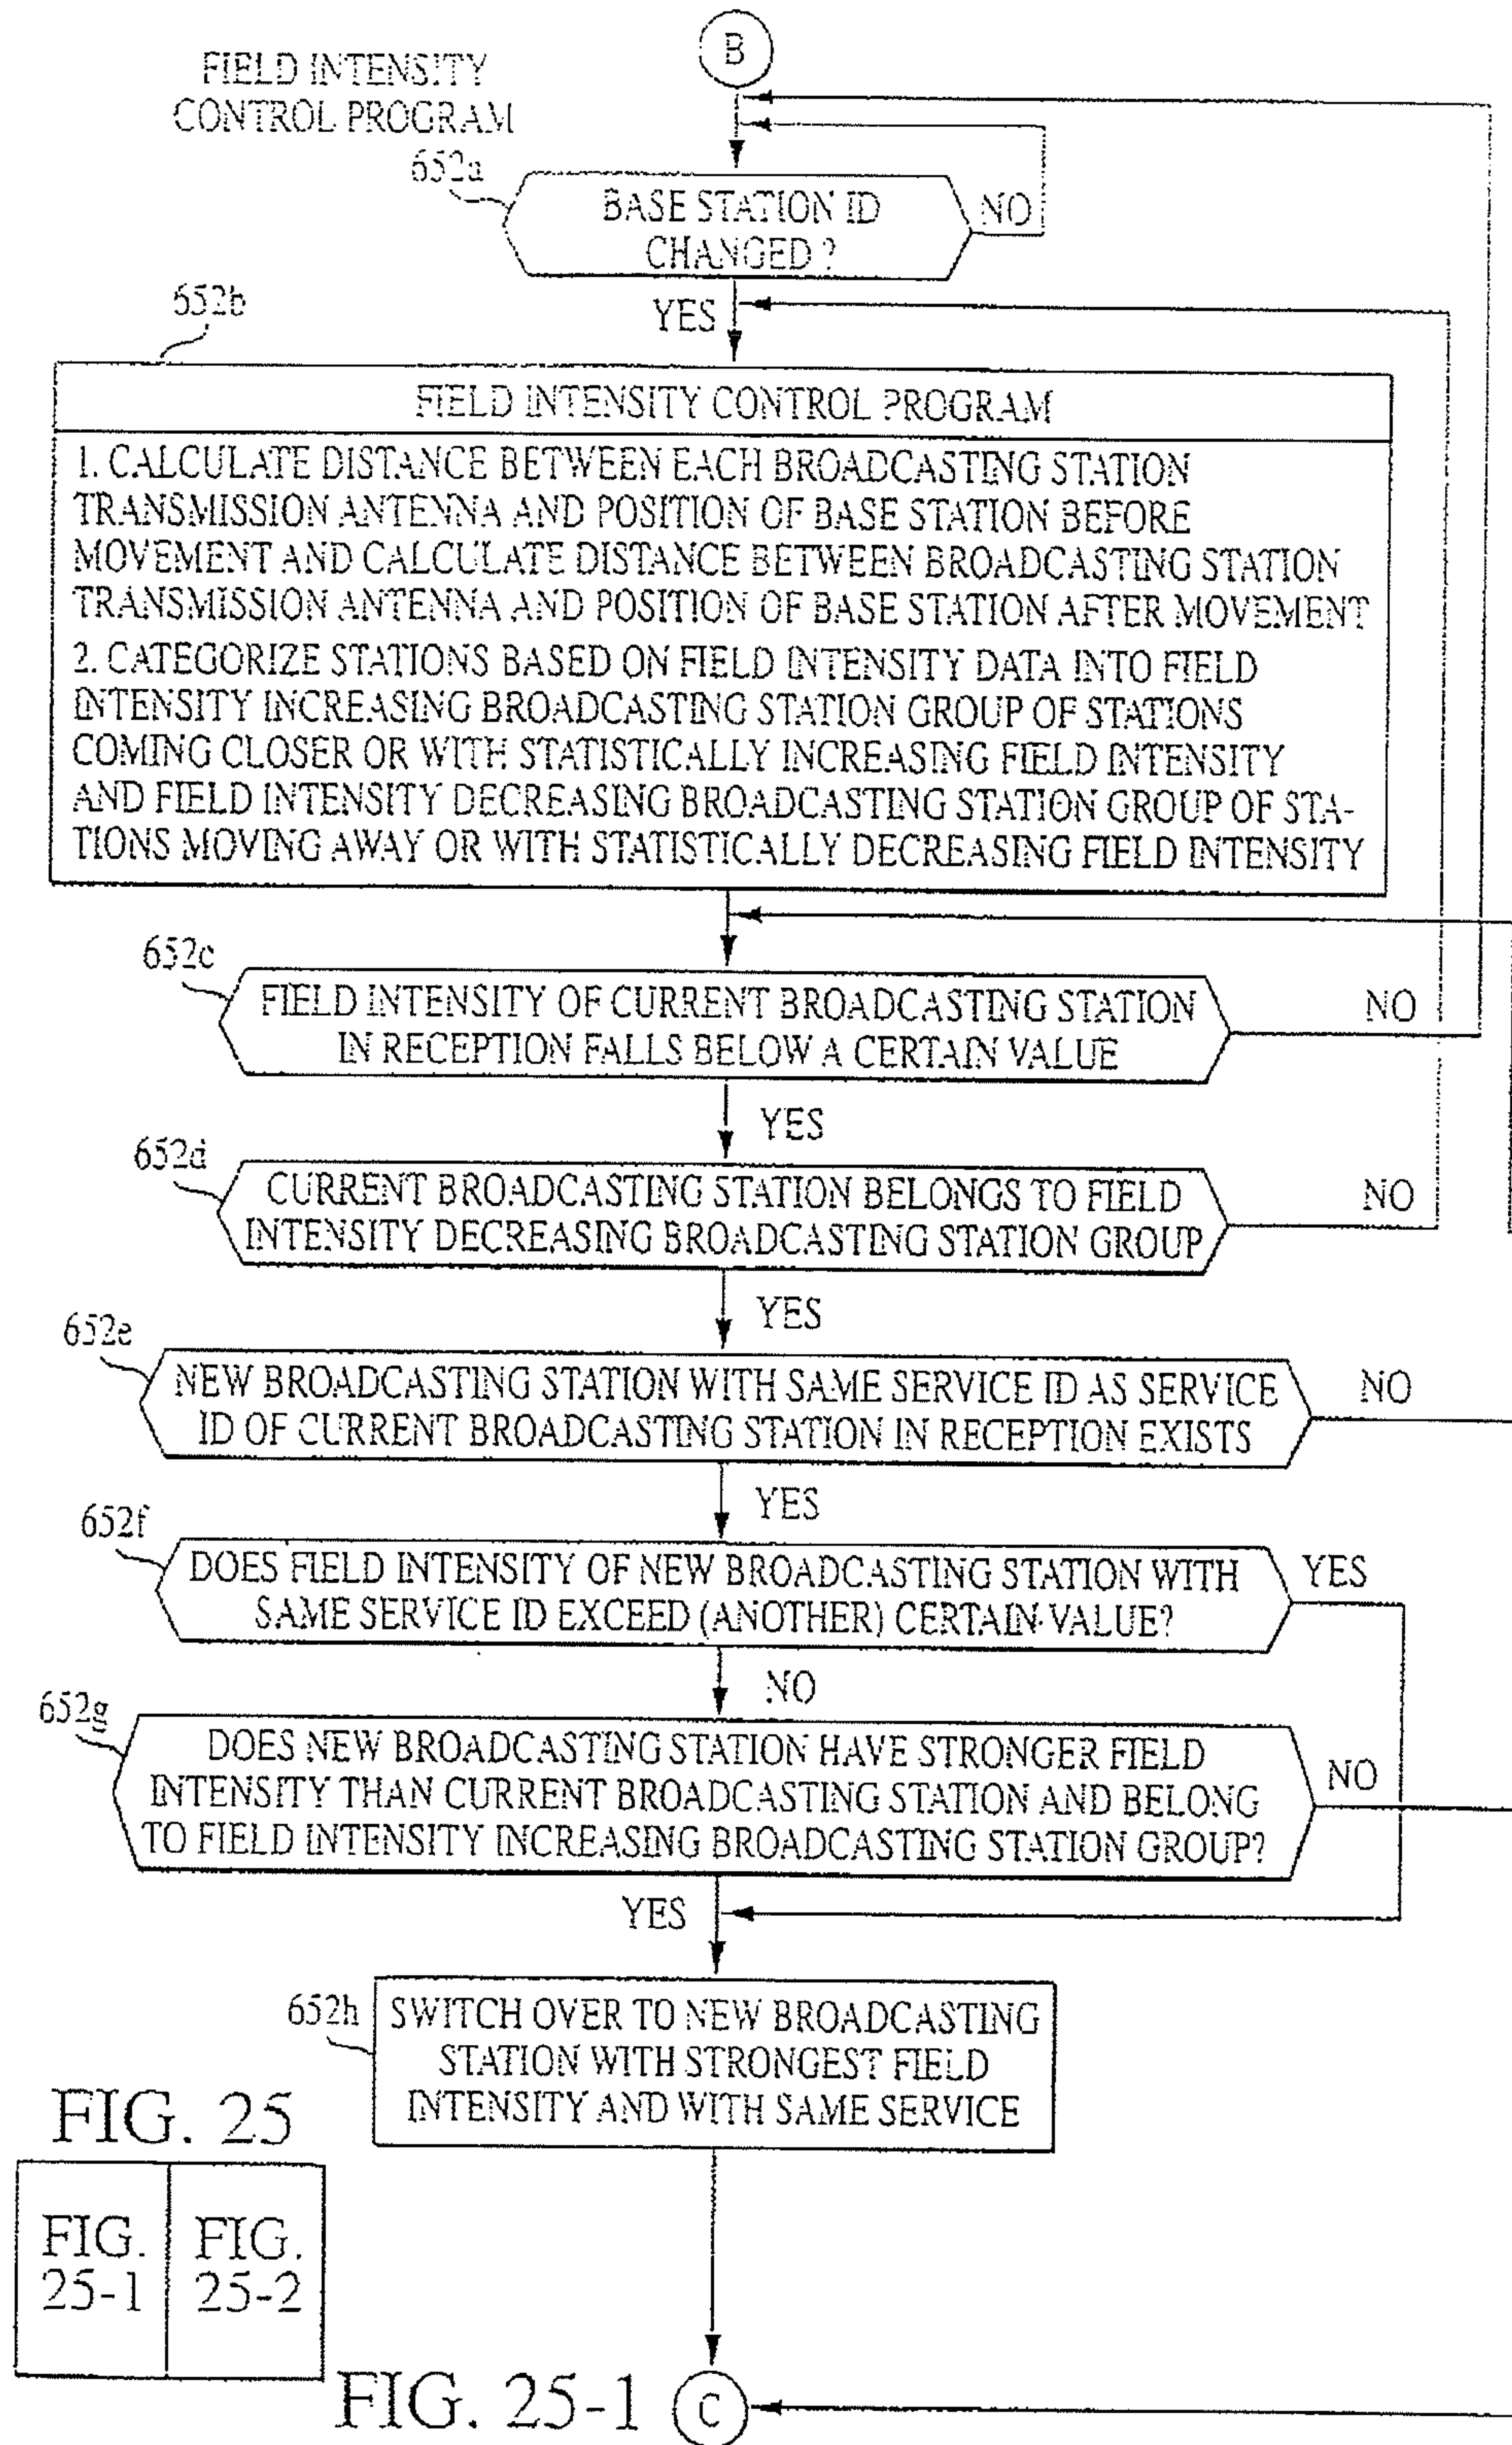 B
FIELD INTENSITY
CONTROL PROGRAM
652a
BASE STATION ID
CHANGED?
NO
YES
652b
FIELD INTENSITY CONTROL PROGRAM
1. CALCULATE DISTANCE BETWEEN EACH BROADCASTING STATION
TRANSMISSION ANTENNA AND POSITION OF BASE STATION BEFORE
MOVEMENT AND CALCULATE DISTANCE BETWEEN BROADCASTING STATION
TRANSMISSION ANTENNA AND POSITION OF BASE STATION AFTER MOVEMENT
2. CATEGORIZE STATIONS BASED ON FIELD INTENSITY DATA INTO FIELD
INTENSITY INCREASING BROADCASTING STATION GROUP OF STATIONS
COMING CLOSER OR WITH STATISTICALLY INCREASING FIELD INTENSITY
AND FIELD INTENSITY DECREASING BROADCASTING STATION GROUP OF STA-
TIONS MOVING AWAY OR WITH STATISTICALLY DECREASING FIELD INTENSITY
652c
FIELD INTENSITY OF CURRENT BROADCASTING STATION
IN RECEPTION FALLS BELOW A CERTAIN VALUE
NO
YES
652d
CURRENT BROADCASTING STATION BELONGS TO FIELD
INTENSITY DECREASING BROADCASTING STATION GROUP
NO
YES
652e
NEW BROADCASTING STATION WITH SAME SERVICE ID AS SERVICE
ID OF CURRENT BROADCASTING STATION IN RECEPTION EXISTS
NO
YES
652f
DOES FIELD INTENSITY OF NEW BROADCASTING STATION WITH
SAME SERVICE ID EXCEED (ANOTHER) CERTAIN VALUE?
YES
NO
652g
DOES NEW BROADCASTING STATION HAVE STRONGER FIELD
INTENSITY THAN CURRENT BROADCASTING STATION AND BELONG
TO FIELD INTENSITY INCREASING BROADCASTING STATION GROUP?
NO
YES
652h
SWITCH OVER TO NEW BROADCASTING
STATION WITH STRONGEST FIELD
INTENSITY AND WITH SAME SERVICE
FIG. 25
FIG.
25-1
FIG.
25-2
FIG. 25-1
C